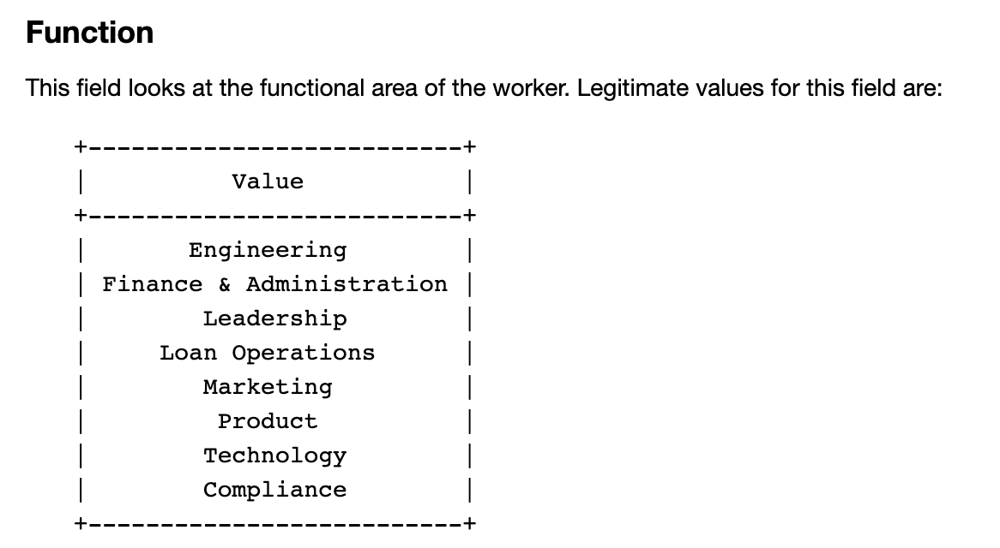 Function
This field looks at the functional area of the worker. Legitimate values for this field are:
+--------------------------+
|          Value           |
+--------------------------+
|       Engineering        |
| Finance & Administration |
|        Leadership        |
|     Loan Operations      |
|        Marketing         |
|         Product          |
|        Technology        |
|        Compliance        |
+--------------------------+